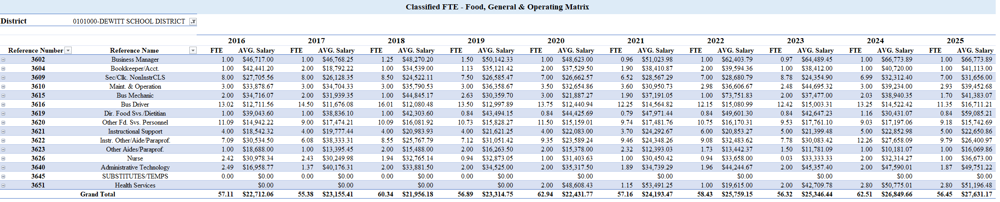 Classified FTE - Food, General & Operating Matrix
District 0101000-DEWITT SCHOOL DISTRICT
2016 2017 2018 2019 2020 2021 2022 2023 2024 2025
Reference Number Reference Name FTE AVG. Salary FTE AVG. Salary FTE AVG. Salary FTE AVG. Salary FTE AVG. Salary FTE AVG. Salary FTE AVG. Salary FTE AVG. Salary FTE AVG. Salary FTE AVG. Salary
3602 Business Manager 1.00 $46,717.00 1.00 $46,768.25 1.25 $48,270.20 1.50 $50,142.33 1.00 $48,623.00 0.96 $51,023.98 1.00 $62,403.79 0.97 $64,489.45 1.00 $66,773.89 1.00 $66,773.89
3604 Bookkeeper/Acct. 1.00 $42,441.20 2.00 $18,792.22 1.00 $34,539.00 1.13 $35,121.42 2.00 $37,529.50 1.90 $38,410.87 2.00 $39,594.36 1.00 $38,412.00 1.00 $40,720.00 1.00 $41,113.00
3609 Sec/Clk. NonInstrCLS 8.00 $27,705.56 8.00 $26,128.35 8.50 $24,522.11 7.50 $26,585.47 7.00 $26,662.57 6.52 $28,567.29 7.00 $28,680.79 8.78 $24,354.90 6.99 $32,312.40 7.00 $31,656.00
3610 Maint. & Operation 3.00 $33,878.67 3.00 $34,704.33 3.00 $35,790.53 3.00 $36,358.67 3.50 $32,654.86 3.60 $30,950.73 2.98 $36,606.67 2.48 $44,695.32 3.00 $39,234.00 2.93 $39,452.68
3615 Bus Mechanic 2.00 $34,716.07 2.00 $31,939.35 1.00 $44,845.17 2.63 $30,359.70 3.00 $21,887.27 1.90 $37,191.05 1.00 $73,751.83 2.00 $37,477.00 2.03 $38,940.35 1.70 $41,383.07
3616 Bus Driver 13.02 $12,711.56 14.50 $11,676.08 16.01 $12,080.48 13.50 $12,997.89 13.75 $12,440.94 12.25 $14,564.82 12.15 $15,080.99 12.42 $15,003.31 13.25 $14,522.42 11.35 $16,711.21
3619 Dir. Food Svs./Dietitian 1.00 $39,043.60 1.00 $38,836.10 1.00 $42,303.60 0.84 $43,494.15 0.84 $44,425.69 0.79 $47,971.44 0.84 $49,601.30 0.84 $42,647.23 1.16 $30,431.07 0.84 $59,085.21
3620 Other Fd. Svs. Personnel 11.09 $14,942.22 9.00 $17,474.21 10.09 $16,081.92 10.73 $15,828.27 11.50 $15,159.01 9.74 $17,481.76 10.75 $16,170.31 9.53 $17,761.10 9.03 $17,197.06 9.18 $15,742.69
3621 Instructional Support 4.00 $18,542.32 4.00 $19,777.44 4.00 $20,983.93 4.00 $21,621.25 4.00 $22,083.00 3.70 $24,292.67 6.00 $20,853.27 5.00 $21,399.48 5.00 $22,852.98 5.00 $22,650.86
3622 Instr. Other/Aide/Paraprof. 7.09 $30,534.50 6.08 $38,333.31 8.55 $25,767.79 7.12 $31,051.42 9.35 $23,589.24 9.46 $24,348.26 9.08 $32,483.62 7.78 $30,083.42 12.26 $27,658.09 9.79 $26,400.97
3623 Other Aides/Paraprof. 1.00 $18,688.00 1.00 $13,395.45 2.00 $15,488.00 2.00 $16,263.50 2.00 $15,378.00 2.32 $12,393.03 1.73 $13,442.37 1.50 $11,781.09 1.00 $10,181.07 1.00 $16,069.86
3626 Nurse 2.42 $30,978.34 2.43 $30,249.98 1.94 $32,765.14 0.94 $32,873.05 1.00 $31,403.63 1.00 $30,450.42 0.94 $33,658.00 0.03 $33,333.33 2.00 $32,314.27 1.00 $36,673.00
3640 Administrative Technology 2.49 $16,958.77 1.37 $40,176.31 2.00 $33,881.50 2.00 $34,525.00 2.00 $35,317.50 1.89 $34,739.29 1.96 $44,244.67 2.00 $45,357.40 2.00 $47,590.01 1.87 $49,751.22
3645 SUBSTITUTES/TEMPS 0.00 $0.00 0.00 $0.00 0.00 $0.00 0.00 $0.00 $0.00 $0.00 $0.00 $0.00 $0.00 $0.00
3651 Health Services $0.00 $0.00 $0.00 $0.00 2.00 $48,608.43 1.15 $53,491.25 1.00 $19,615.00 2.00 $42,709.78 2.80 $50,775.01 2.80 $51,196.48
Grand Total 57.11 $22,712.06 55.38 $23,155.41 60.34 $21,956.18 56.89 $23,314.75 62.94 $22,431.77 57.16 $24,193.47 58.43 $25,759.15 56.32 $25,346.44 62.51 $26,849.66 56.45 $27,631.17